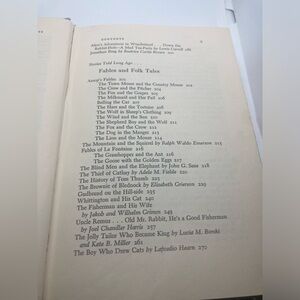 CONTENTS
Alice's Adventures in Wonderland . . . Down the
Rabbit-Hole—A Mad Tea-Party by Lewis Carroll
Jonathan Bing by Beatrice Curtis Brown
Stories Told Long Ago . . .
Fables and Folk Tales
Aesop's Fables
The Town Mouse and the Country Mouse
The Crow and the Pitcher
The Fox and the Grapes
The Milkmaid and Her Pail
Belling the Cat
The Hare and the Tortoise
The Wolf in Sheep's Clothing
The Wind and the Sun
The Shepherd Boy and the Wolf
The Fox and the Crow
The Dog in the Manger
The Lion and the Mouse
The Mountain and the Squirrel by Ralph Waldo Emerson
Fables of La Fontaine
The Grasshopper and the Ant
The Goose with the Golden Eggs 217
The Blind Men and the Elephant by John G. Saxe
The Thief of Cathay by Adele M. Fields
The History of Tom Thumb
The Brownie of Blednock by Elizabeth Grierson
Gudbrand on the Hill-side
Whittington and His Cat
The Fisherman and His Wife
by Jakob and Wilhelm Grimm 243
Uncle Remus . . . Old Mr. Rabbit, He's a Good Fisherman
by Joel Chandler Harris 257
The Jolly Tailor Who Became King by Lucia M. Borski
and Kate B. Miller 261
The Boy Who Drew Cats by Lafcadio Hearn 270